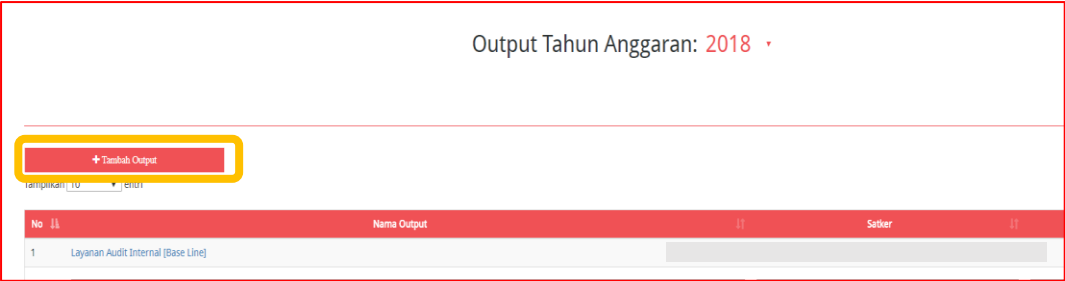 Output Tahun Anggaran: 2018
+ Tambah Output
Tampilkan 10 entri
No Nama Output Satker
1 Layanan Audit Internal [Base Line]